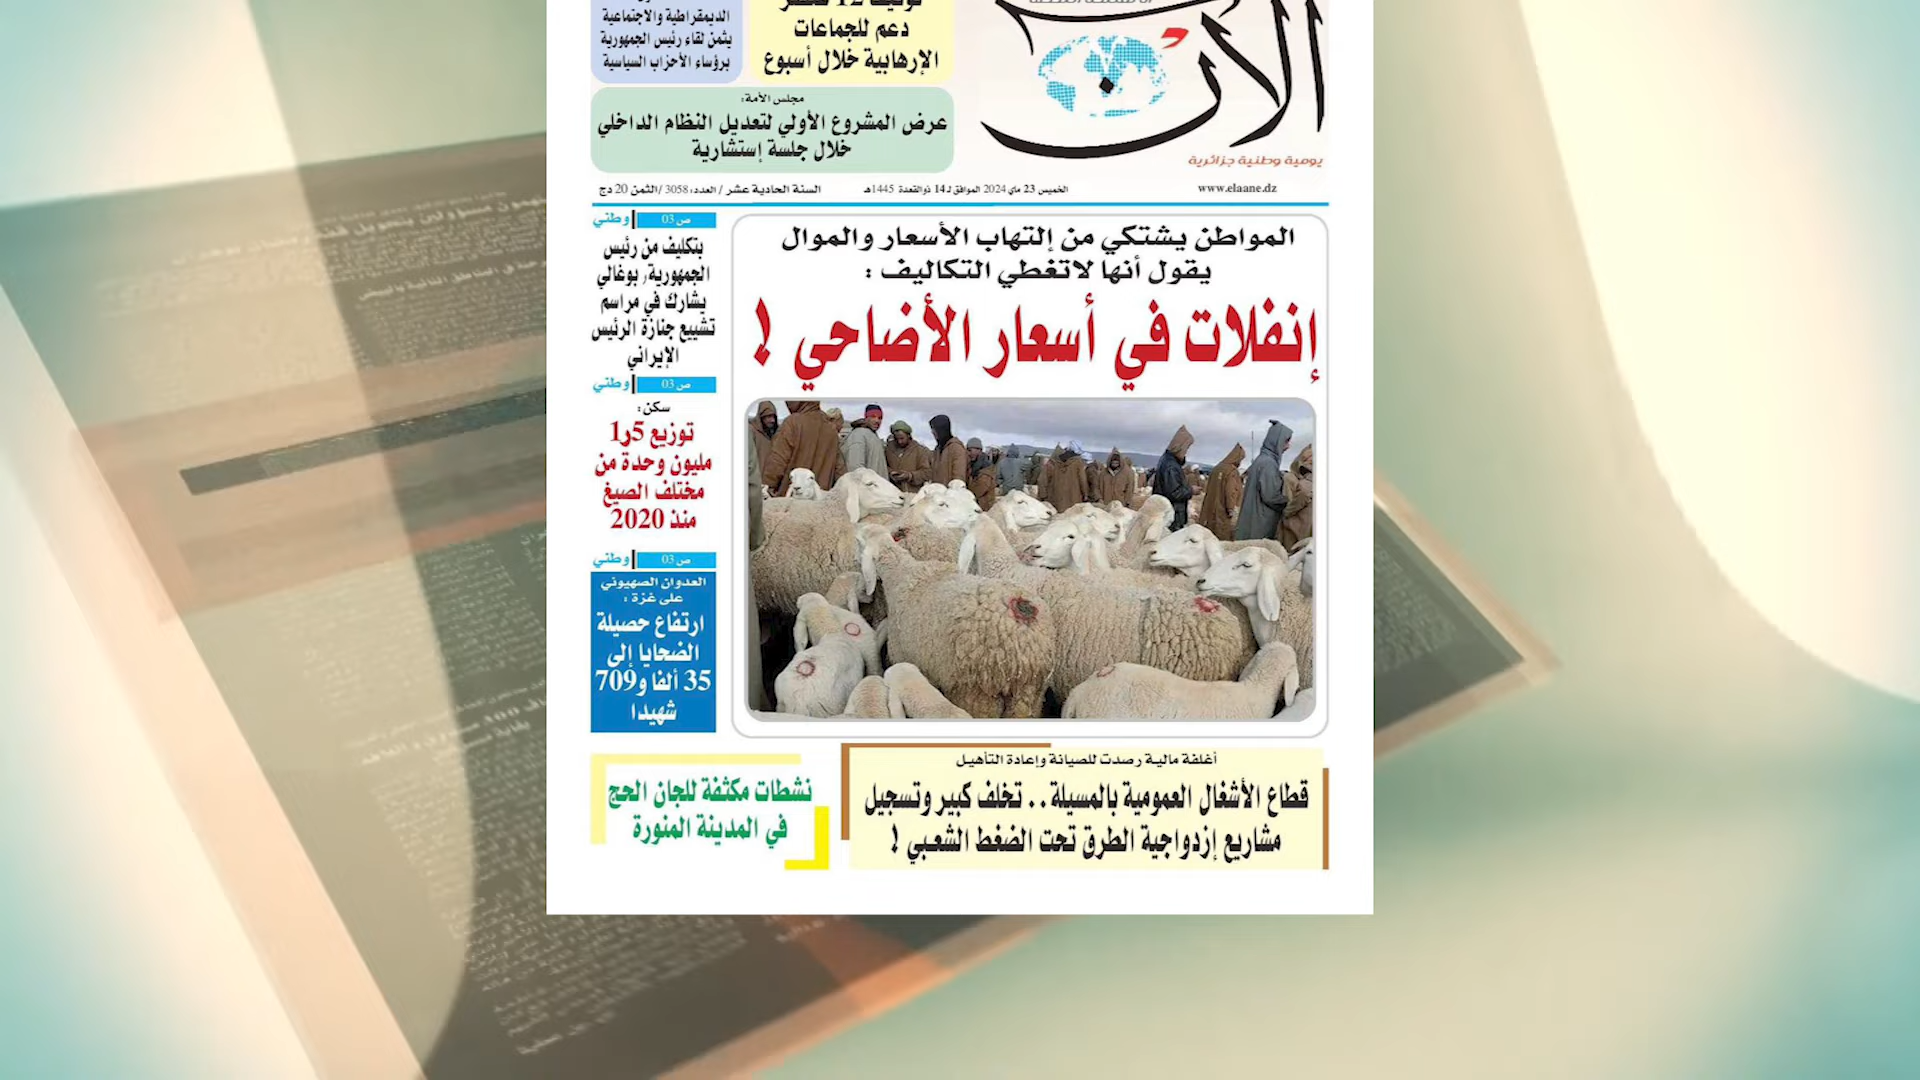 الآن
يومية وطنية جزائرية
دعم للجماعات
الإرهابية خلال أسبوع
الديمقراطية والاجتماعية
يثمن لقاء رئيس الجمهورية
برؤساء الأحزاب السياسية
مجلس الأمة:
عرض المشروع الأولي لتعديل النظام الداخلي
خلال جلسة إستشارية
www.elaane.dz
الخميس 23 ماي 2024 الموافق لـ 14 ذوالقعدة 1445هـ
السنة الحادية عشر / العدد: 3058 / الثمن 20 دج
المواطن يشتكي من إلتهاب الأسعار والموال
يقول أنها لاتغطي التكاليف :
إنفلات في أسعار الأضاحي !
ص 03 وطني
بتكليف من رئيس
الجمهورية, بوغالي
يشارك في مراسم
تشييع جنازة الرئيس
الإيراني
ص 03 وطني
سكن:
توزيع 5ر1
مليون وحدة من
مختلف الصيغ
منذ 2020
ص 03 وطني
العدوان الصهيوني
على غزة :
ارتفاع حصيلة
الضحايا إلى
35 ألفا و709
شهيدا
أغلفة مالية رصدت للصيانة وإعادة التأهيل
قطاع الأشغال العمومية بالمسيلة.. تخلف كبير وتسجيل
مشاريع إزدواجية الطرق تحت الضغط الشعبي !
نشطات مكثفة للجان الحج
في المدينة المنورة